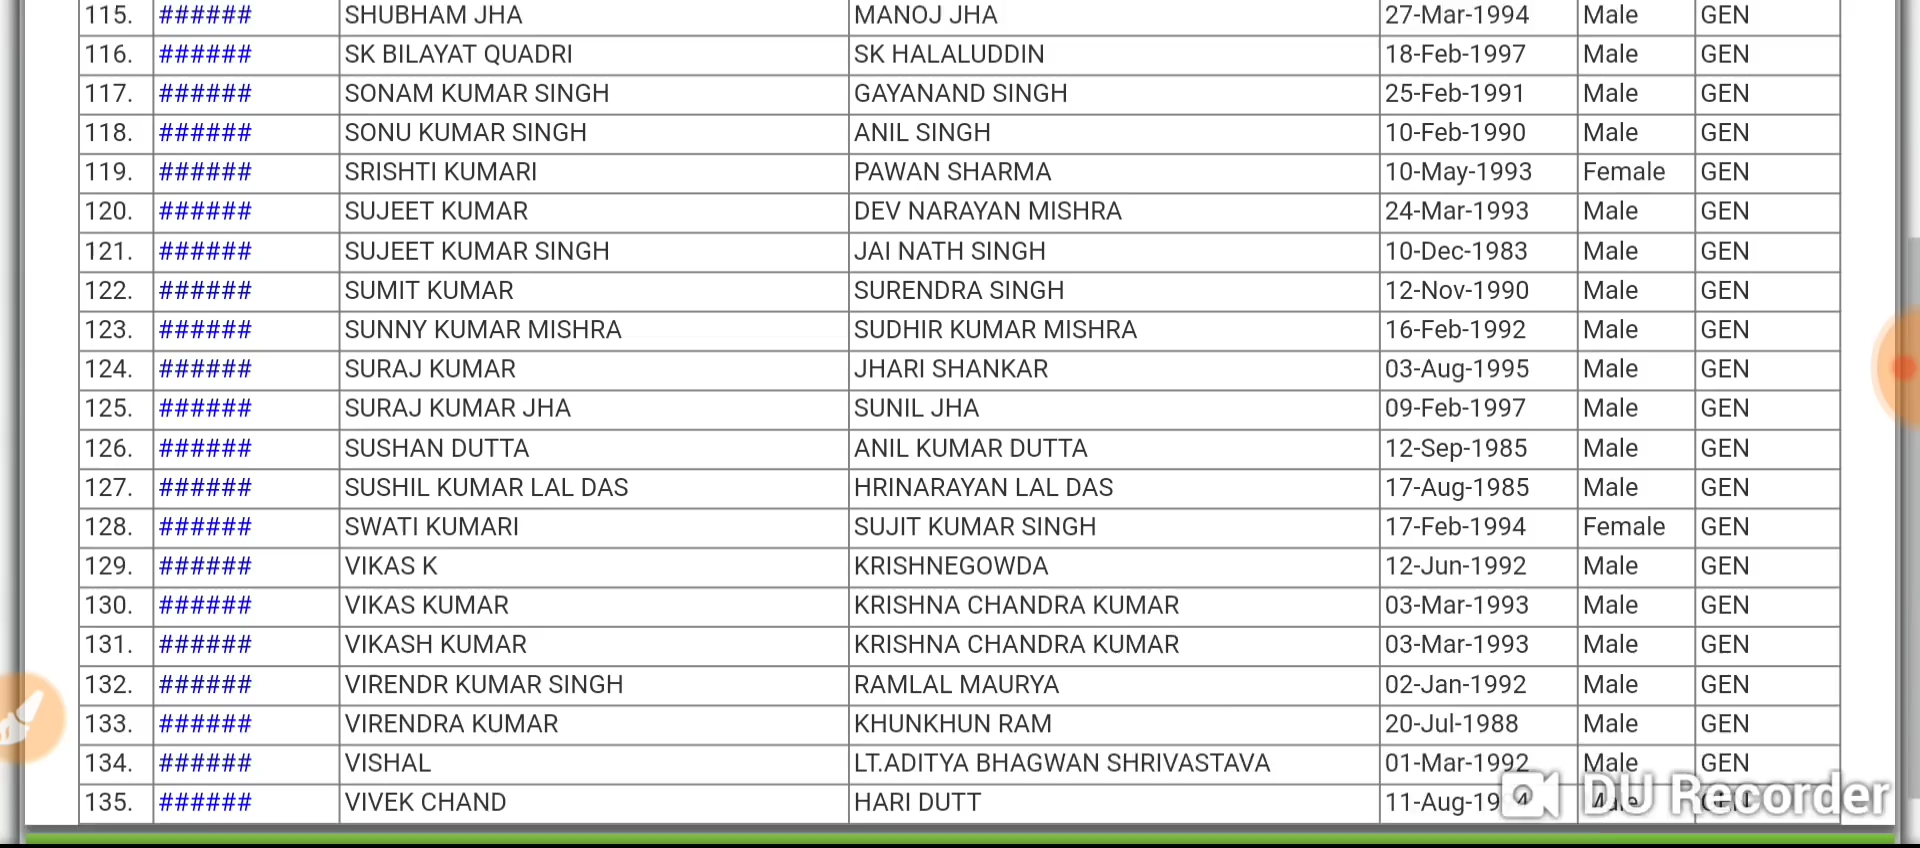 115. ###### SHUBHAM JHA MANOJ JHA 27-Mar-1994 Male GEN
116. ###### SK BILAYAT QUADRI SK HALALUDDIN 18-Feb-1997 Male GEN
117. ###### SONAM KUMAR SINGH GAYANAND SINGH 25-Feb-1991 Male GEN
118. ###### SONU KUMAR SINGH ANIL SINGH 10-Feb-1990 Male GEN
119. ###### SRISHTI KUMARI PAWAN SHARMA 10-May-1993 Female GEN
120. ###### SUJEET KUMAR DEV NARAYAN MISHRA 24-Mar-1993 Male GEN
121. ###### SUJEET KUMAR SINGH JAI NATH SINGH 10-Dec-1983 Male GEN
122. ###### SUMIT KUMAR SURENDRA SINGH 12-Nov-1990 Male GEN
123. ###### SUNNY KUMAR MISHRA SUDHIR KUMAR MISHRA 16-Feb-1992 Male GEN
124. ###### SURAJ KUMAR JHARI SHANKAR 03-Aug-1995 Male GEN
125. ###### SURAJ KUMAR JHA SUNIL JHA 09-Feb-1997 Male GEN
126. ###### SUSHAN DUTTA ANIL KUMAR DUTTA 12-Sep-1985 Male GEN
127. ###### SUSHIL KUMAR LAL DAS HRINARAYAN LAL DAS 17-Aug-1985 Male GEN
128. ###### SWATI KUMARI SUJIT KUMAR SINGH 17-Feb-1994 Female GEN
129. ###### VIKAS K KRISHNEGOWDA 12-Jun-1992 Male GEN
130. ###### VIKAS KUMAR KRISHNA CHANDRA KUMAR 03-Mar-1993 Male GEN
131. ###### VIKASH KUMAR KRISHNA CHANDRA KUMAR 03-Mar-1993 Male GEN
132. ###### VIRENDR KUMAR SINGH RAMLAL MAURYA 02-Jan-1992 Male GEN
133. ###### VIRENDRA KUMAR KHUNKHUN RAM 20-Jul-1988 Male GEN
134. ###### VISHAL LT.ADITYA BHAGWAN SHRIVASTAVA 01-Mar-1992 Male GEN
135. ###### VIVEK CHAND HARI DUTT Male GEN
DU Recorder